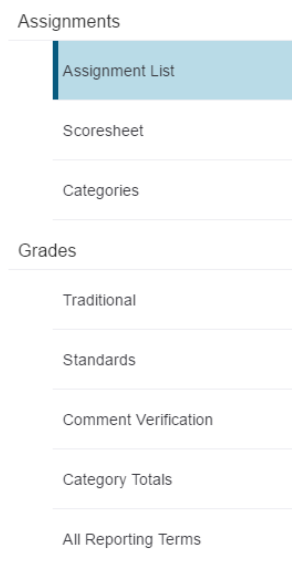 Assignments
Assignment List
Scoresheet
Categories
Grades
Traditional
Standards
Comment Verification
Category Totals
All Reporting Terms